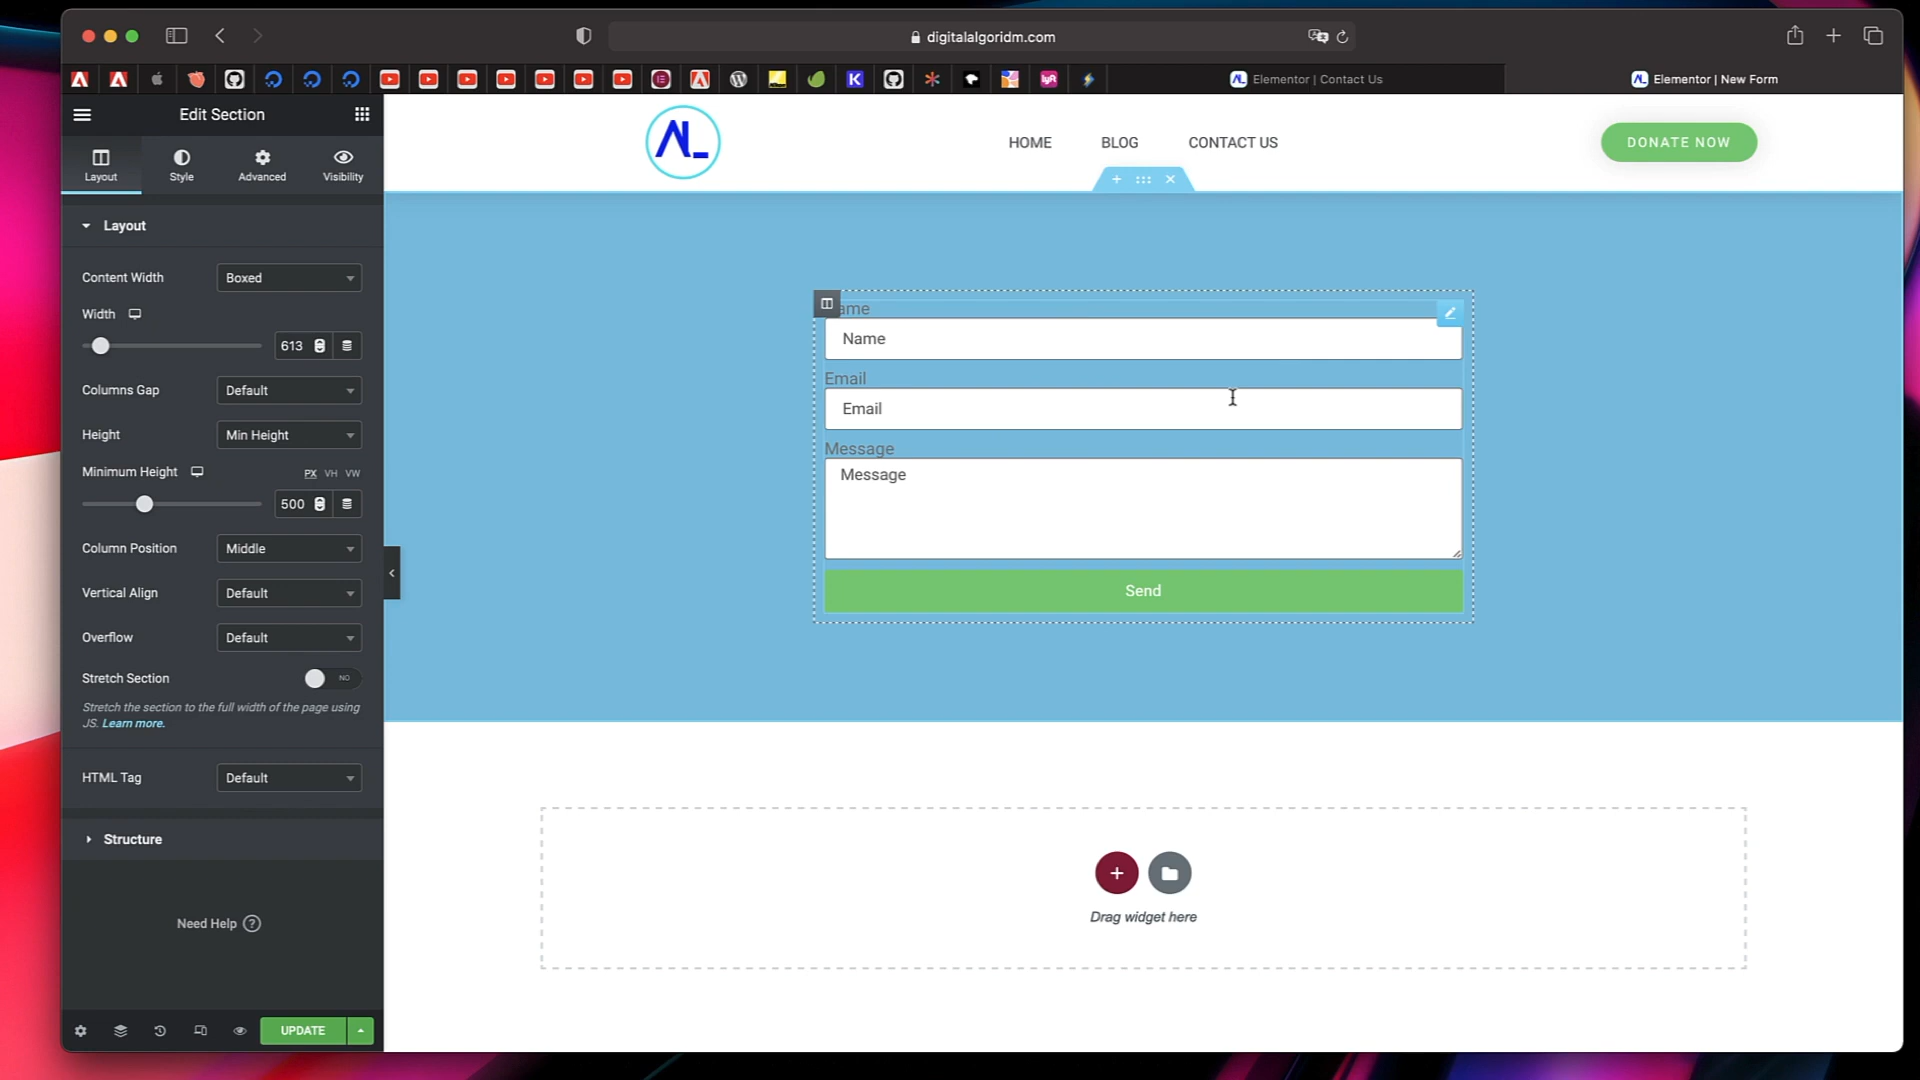 digitalalgoridm.com
Elementor | Contact Us
Elementor | New Form
Edit Section
Layout
Style
Advanced
Visibility
Layout
Content Width
Boxed
Width
613
Columns Gap
Default
Height
Min Height
Minimum Height
PX VH VW
500
Column Position
Middle
Vertical Align
Default
Overflow
Default
Stretch Section
NO
Stretch the section to the full width of the page using
JS. Learn more.
HTML Tag
Default
Structure
Need Help ?
UPDATE
AL_
HOME
BLOG
CONTACT US
DONATE NOW
ame
Name
Email
Email
Message
Message
Send
Drag widget here